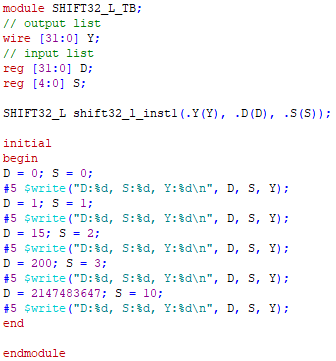 module SHIFT32_L_TB;
// output list
wire [31:0] Y;
// input list
reg [31:0] D;
reg [4:0] S;
SHIFT32_L shift32_l_inst1(.Y(Y), .D(D), .S(S));
initial
begin
D = 0; S = 0;
#5 $write("D:%d, S:%d, Y:%d\n", D, S, Y);
D = 1; S = 1;
#5 $write("D:%d, S:%d, Y:%d\n", D, S, Y);
D = 15; S = 2;
#5 $write("D:%d, S:%d, Y:%d\n", D, S, Y);
D = 200; S = 3;
#5 $write("D:%d, S:%d, Y:%d\n", D, S, Y);
D = 2147483647; S = 10;
#5 $write("D:%d, S:%d, Y:%d\n", D, S, Y);
end
endmodule